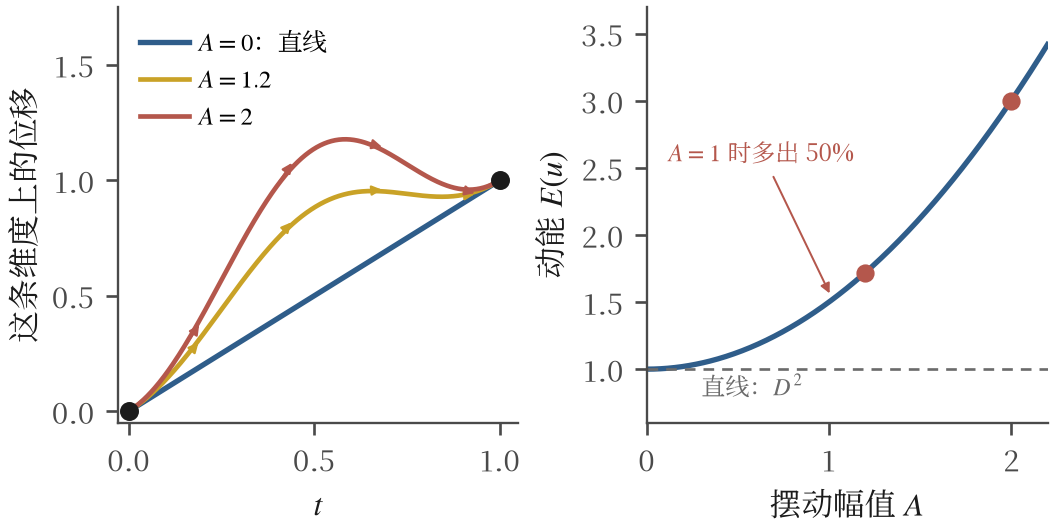 A = 0：直线
A = 1.2
A = 2
1.5
1.0
0.5
0.0
0.0
0.5
1.0
t
这条维度上的位移
3.5
3.0
2.5
2.0
1.5
1.0
A = 1 时多出 50%
直线：D²
0
1
2
摆动幅值 A
动能 E(u)